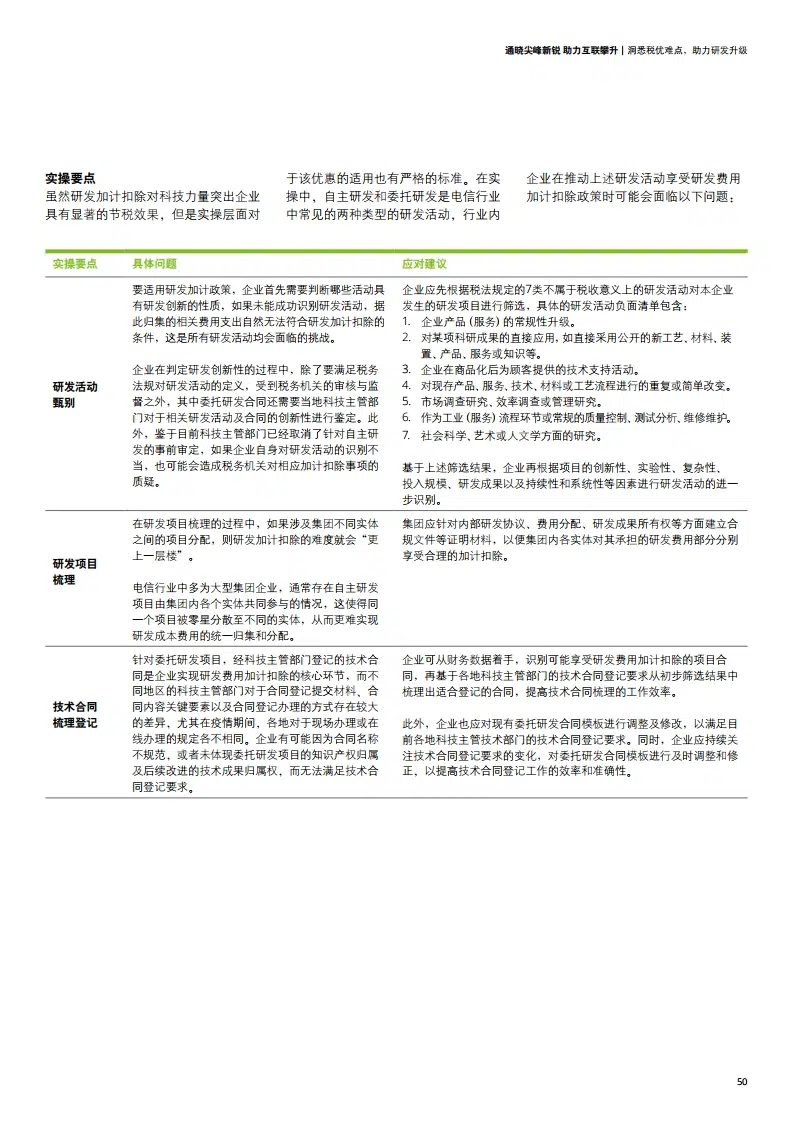 通晓尖峰新锐 助力互联攀升 | 洞悉税优难点，助力研发升级
实操要点
虽然研发加计扣除对科技力量突出企业
具有显著的节税效果，但是实操层面对
于该优惠的适用也有严格的标准。在实
操中，自主研发和委托研发是电信行业
中常见的两种类型的研发活动，行业内
企业在推动上述研发活动享受研发费用
加计扣除政策时可能会面临以下问题：
实操要点
具体问题
应对建议
研发活动
甄别
要适用研发加计政策，企业首先需要判断哪些活动具
有研发创新的性质，如果未能成功识别研发活动，据
此归集的相关费用支出自然无法符合研发加计扣除的
条件，这是所有研发活动均会面临的挑战。
企业在判定研发创新性的过程中，除了要满足税务
法规对研发活动的定义，受到税务机关的审核与监
督之外，其中委托研发合同还需要当地科技主管部
门对于相关研发活动及合同的创新性进行鉴定。此
外，鉴于目前科技主管部门已经取消了针对自主研
发的事前审定，如果企业自身对研发活动的识别不
当，也可能会造成税务机关对相应加计扣除事项的
质疑。
企业应先根据税法规定的7类不属于税收意义上的研发活动对本企业
发生的研发项目进行筛选，具体的研发活动负面清单包含：
1. 企业产品（服务）的常规性升级。
2. 对某项科研成果的直接应用，如直接采用公开的新工艺、材料、装
置、产品、服务或知识等。
3. 企业在商品化后为顾客提供的技术支持活动。
4. 对现存产品、服务、技术、材料或工艺流程进行的重复或简单改变。
5. 市场调查研究、效率调查或管理研究。
6. 作为工业（服务）流程环节或常规的质量控制、测试分析、维修维护。
7. 社会科学、艺术或人文学方面的研究。
基于上述筛选结果，企业再根据项目的创新性、实验性、复杂性、
投入规模、研发成果以及持续性和系统性等因素进行研发活动的进一
步识别。
研发项目
梳理
在研发项目梳理的过程中，如果涉及集团不同实体
之间的项目分配，则研发加计扣除的难度就会“更
上一层楼”。
电信行业中多为大型集团企业，通常存在自主研发
项目由集团内各个实体共同参与的情况，这使得同
一个项目被零星分散至不同的实体，从而更难实现
研发成本费用的统一归集和分配。
集团应针对内部研发协议、费用分配、研发成果所有权等方面建立合
规文件等证明材料，以便集团内各实体对其承担的研发费用部分分别
享受合理的加计扣除。
技术合同
梳理登记
针对委托研发项目，经科技主管部门登记的技术合
同是企业实现研发费用加计扣除的核心环节，而不
同地区的科技主管部门对于合同登记提交材料、合
同内容关键要素以及合同登记办理的方式存在较大
的差异，尤其在疫情期间，各地对于现场办理或在
线办理的规定各不相同。企业有可能因为合同名称
不规范，或者未体现委托研发项目的知识产权归属
及后续改进的技术成果归属权，而无法满足技术合
同登记要求。
企业可从财务数据着手，识别可能享受研发费用加计扣除的项目合
同，再基于各地科技主管部门的技术合同登记要求从初步筛选结果中
梳理出适合登记的合同，提高技术合同梳理的工作效率。
此外，企业也应对现有委托研发合同模板进行调整及修改，以满足目
前各地科技主管技术部门的技术合同登记要求。同时，企业应持续关
注技术合同登记要求的变化，对委托研发合同模板进行及时调整和修
正，以提高技术合同登记工作的效率和准确性。
50